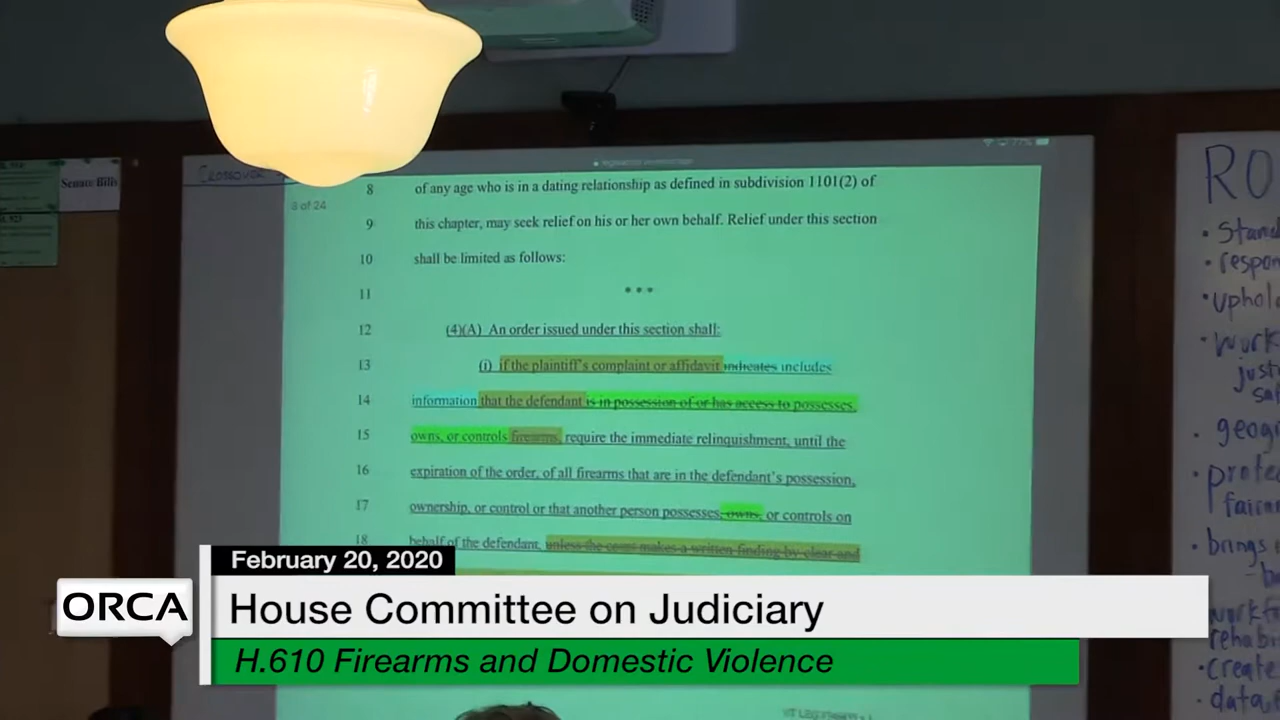 Senate Bills
CROSSOVER
77%
8 of 24
8 of any age who is in a dating relationship as defined in subdivision 1101(2) of
9 this chapter, may seek relief on his or her own behalf. Relief under this section
10 shall be limited as follows:
11 * * *
12 (4)(A) An order issued under this section shall:
13 (i) if the plaintiff's complaint or affidavit indicates includes
14 information that the defendant is in possession of or has access to possesses,
15 owns, or controls firearms, require the immediate relinquishment, until the
16 expiration of the order, of all firearms that are in the defendant's possession,
17 ownership, or control or that another person possesses, owns, or controls on
18 behalf of the defendant, unless the court makes a written finding by clear and
RO
• stand
• respon
• uphol
• work
just
• geog
• prote
fairn
• brings
workf
rehab
• create
• data
February 20, 2020
ORCA
House Committee on Judiciary
H.610 Firearms and Domestic Violence